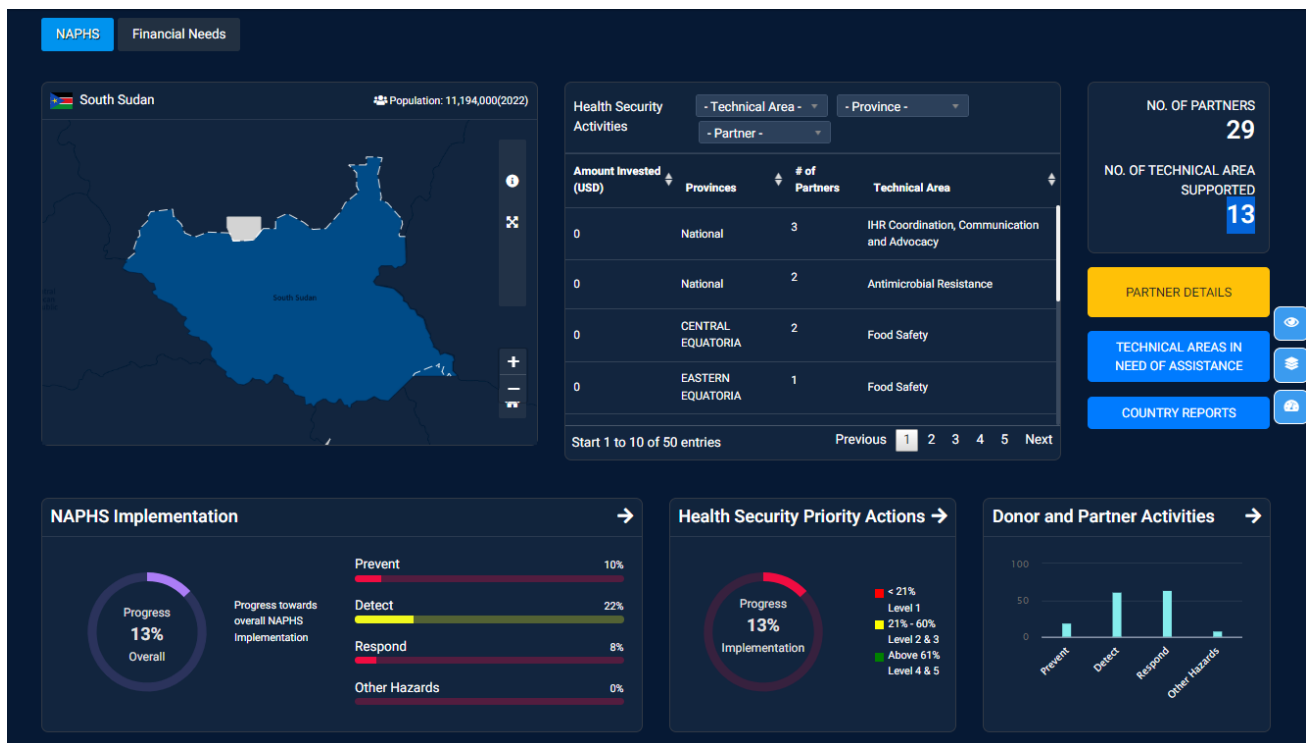 NAPHS
Financial Needs
South Sudan
Population: 11,194,000(2022)
South Sudan
Health Security
Activities
- Technical Area -
- Province -
- Partner -
Amount Invested
(USD)
Provinces
# of
Partners
Technical Area
0
National
3
IHR Coordination, Communication
and Advocacy
0
National
2
Antimicrobial Resistance
0
CENTRAL
EQUATORIA
2
Food Safety
0
EASTERN
EQUATORIA
1
Food Safety
Start 1 to 10 of 50 entries
Previous 1 2 3 4 5 Next
NO. OF PARTNERS
29
NO. OF TECHNICAL AREA
SUPPORTED
13
PARTNER DETAILS
TECHNICAL AREAS IN
NEED OF ASSISTANCE
COUNTRY REPORTS
NAPHS Implementation
Progress
13%
Overall
Progress towards
overall NAPHS
Implementation
Prevent 10%
Detect 22%
Respond 8%
Other Hazards 0%
Health Security Priority Actions
Progress
13%
Implementation
< 21%
Level 1
21% - 60%
Level 2 & 3
Above 61%
Level 4 & 5
Donor and Partner Activities
100
50
0
Prevent
Detect
Respond
Other Hazards